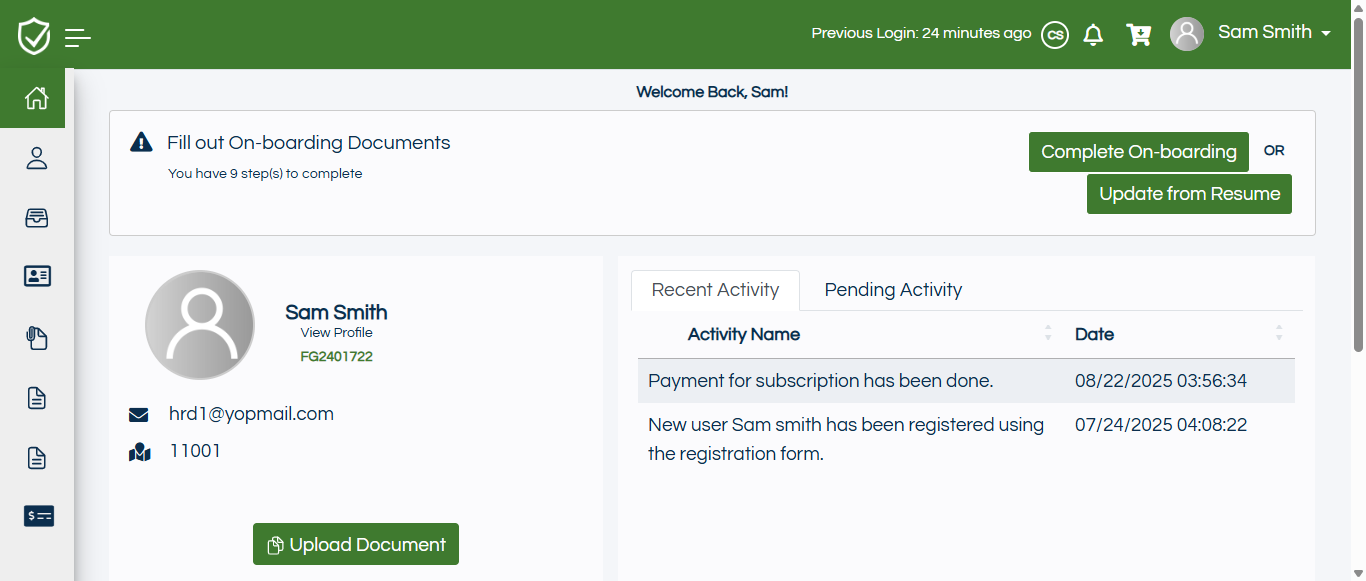 Previous Login: 24 minutes ago CS Sam Smith
Welcome Back, Sam!
Fill out On-boarding Documents
You have 9 step(s) to complete
Complete On-boarding OR
Update from Resume
Sam Smith
View Profile
FG2401722
hrd1@yopmail.com
11001
Upload Document
Recent Activity Pending Activity
Activity Name Date
Payment for subscription has been done. 08/22/2025 03:56:34
New user Sam smith has been registered using 07/24/2025 04:08:22
the registration form.